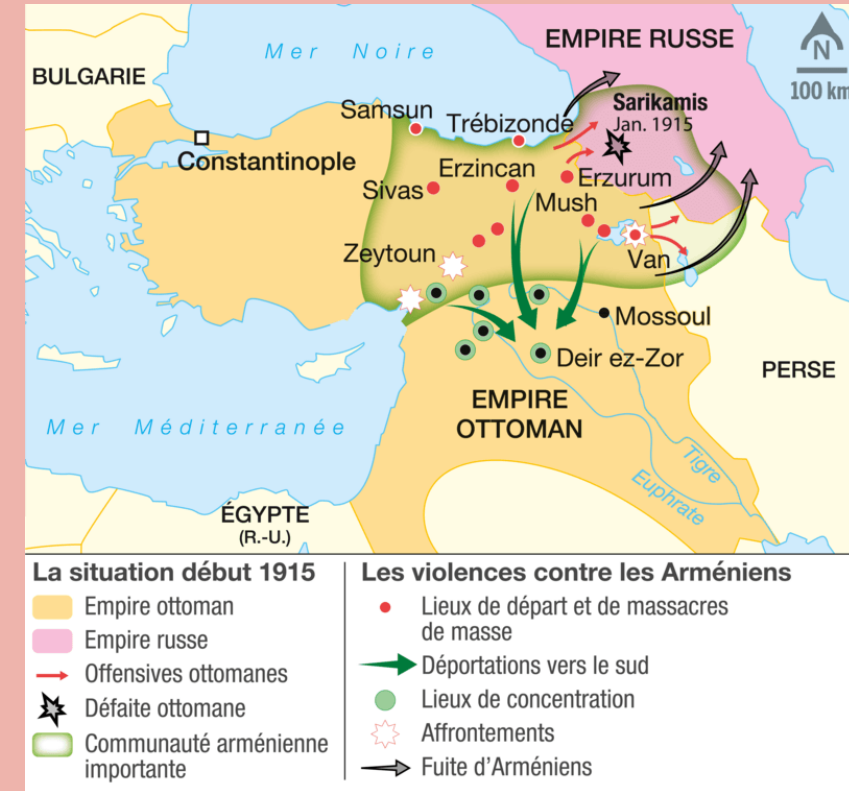 Mer Noire
EMPIRE RUSSE
N
100 km
BULGARIE
Samsun
Trébizonde
Sarikamis
Jan. 1915
Constantinople
Erzincan
Erzurum
Sivas
Mush
Zeytoun
Van
Mossoul
Deir ez-Zor
PERSE
EMPIRE
OTTOMAN
Mer Méditerranée
Tigre
Euphrate
ÉGYPTE
(R.-U.)
La situation début 1915
Empire ottoman
Empire russe
Offensives ottomanes
Défaite ottomane
Communauté arménienne
importante
Les violences contre les Arméniens
Lieux de départ et de massacres
de masse
Déportations vers le sud
Lieux de concentration
Affrontements
Fuite d'Arméniens